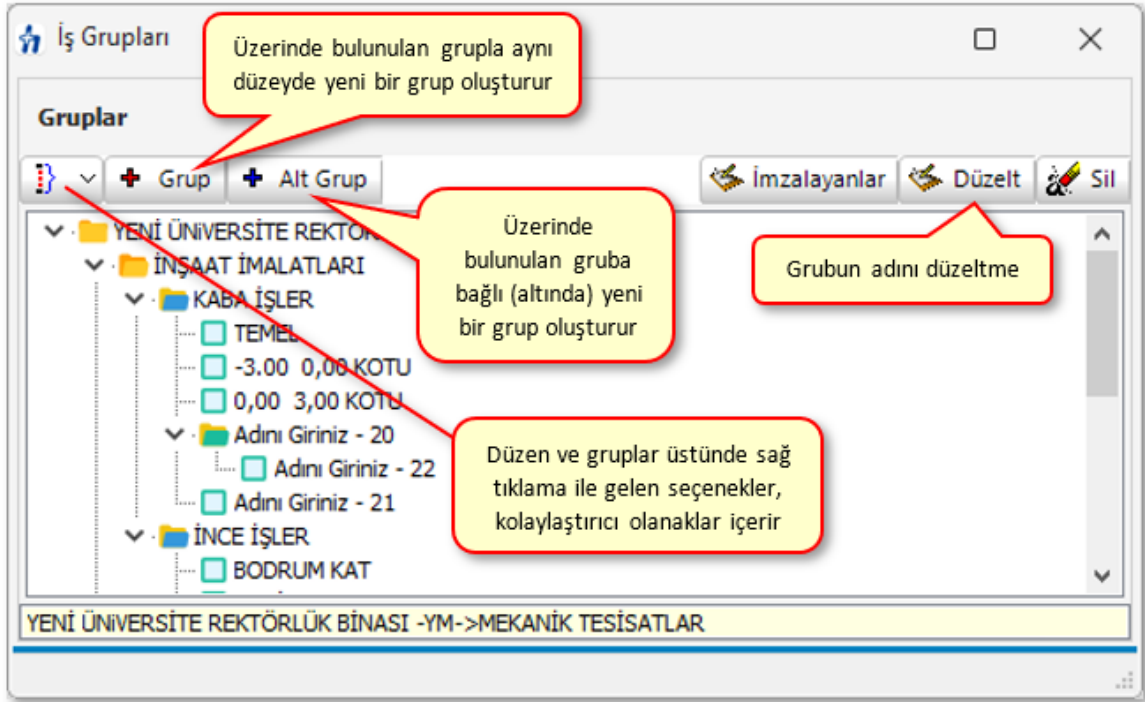 İş Grupları
Üzerinde bulunulan grupla aynı
düzeyde yeni bir grup oluşturur
Gruplar
Grup
Alt Grup
İmzalayanlar
Düzelt
Sil
Üzerinde
bulunulan gruba
bağlı (altında) yeni
bir grup oluşturur
Grubun adını düzeltme
YENİ ÜNiVERSİTE REKTÖR
İNŞAAT İMALATLARI
KABA İŞLER
TEMEL
-3.00 0,00 KOTU
0,00 3,00 KOTU
Adını Giriniz - 20
Adını Giriniz - 22
Adını Giriniz - 21
İNCE İŞLER
BODRUM KAT
Düzen ve gruplar üstünde sağ
tıklama ile gelen seçenekler,
kolaylaştırıcı olanaklar içerir
YENİ ÜNiVERSİTE REKTÖRLÜK BİNASI -YM->MEKANİK TESİSATLAR